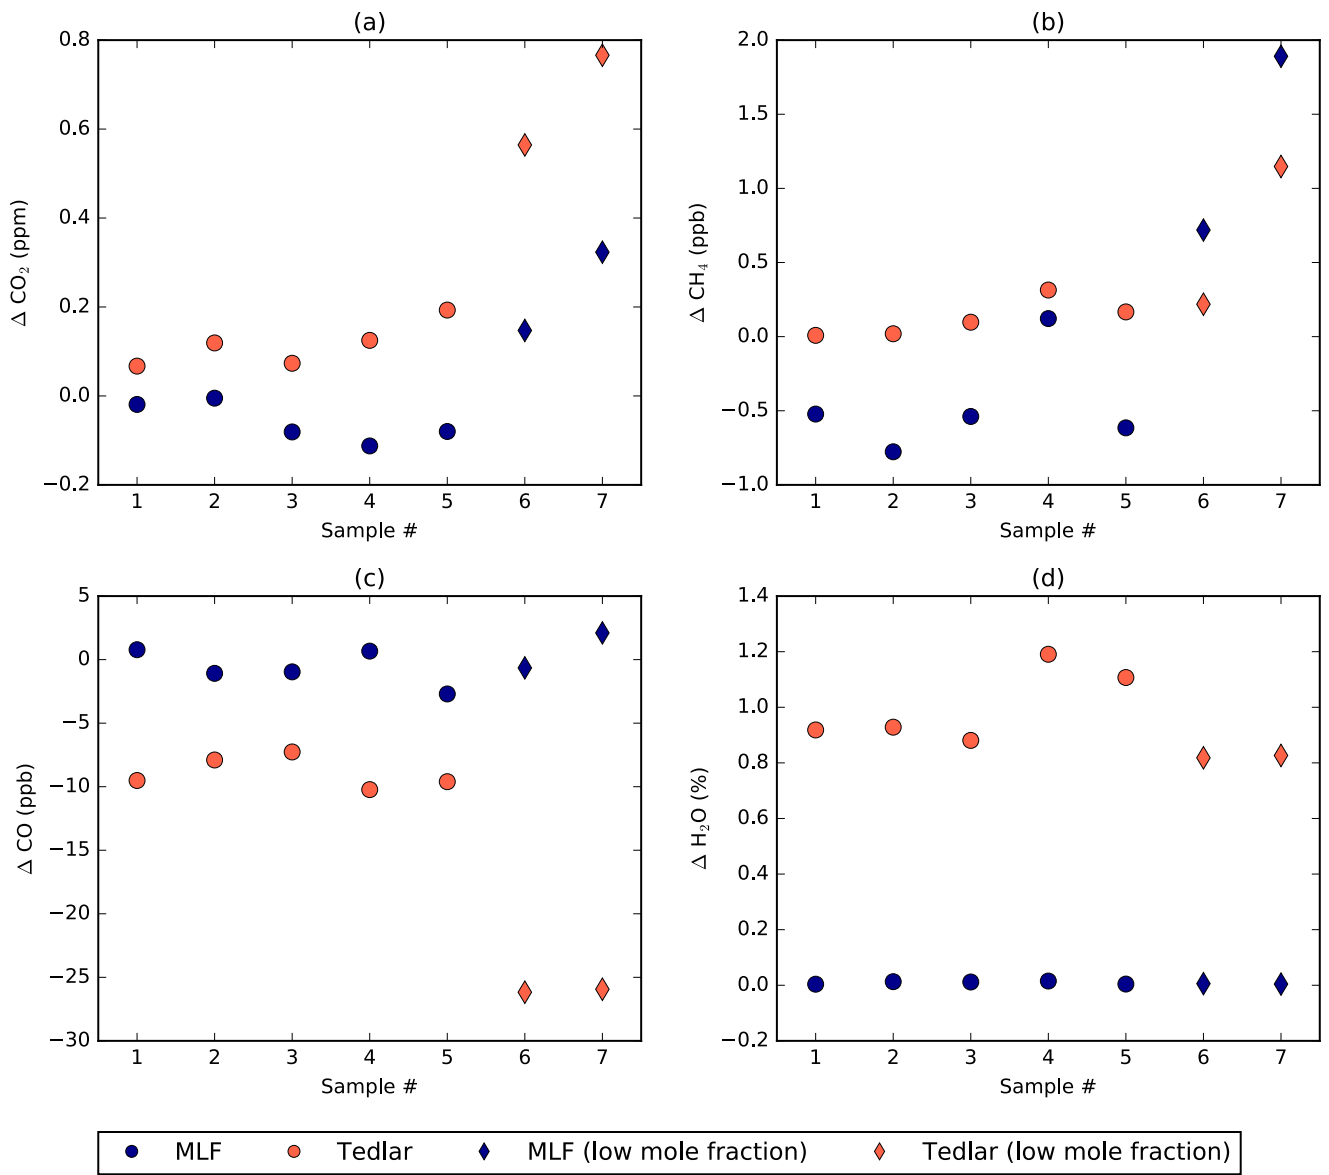 (a)
0.8
0.6
0.4
0.2
0.0
−0.2
Δ CO₂ (ppm)
1 2 3 4 5 6 7
Sample #
(b)
2.0
1.5
1.0
0.5
0.0
−0.5
−1.0
Δ CH₄ (ppb)
1 2 3 4 5 6 7
Sample #
(c)
5
0
−5
−10
−15
−20
−25
−30
Δ CO (ppb)
1 2 3 4 5 6 7
Sample #
(d)
1.4
1.2
1.0
0.8
0.6
0.4
0.2
0.0
−0.2
Δ H₂O (%)
1 2 3 4 5 6 7
Sample #
MLF Tedlar MLF (low mole fraction) Tedlar (low mole fraction)